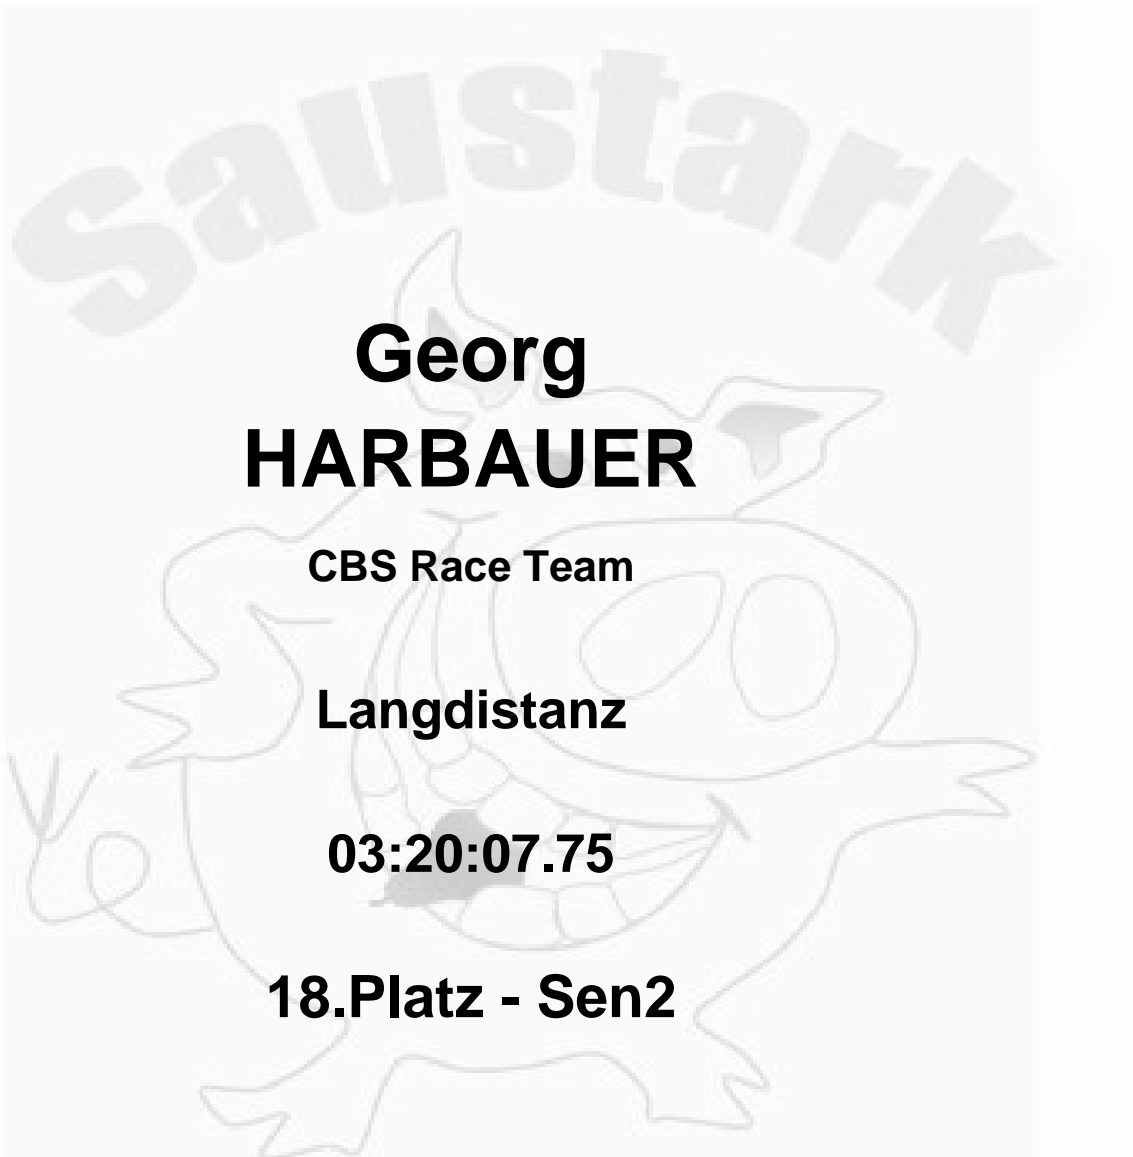 Saustark
Georg
HARBAUER
CBS Race Team
Langdistanz
03:20:07.75
18.Platz - Sen2